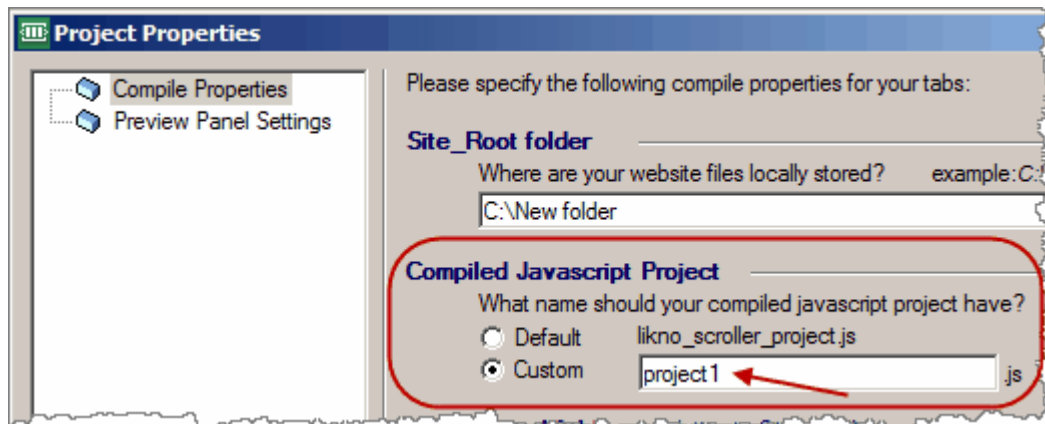 Project Properties
Compile Properties
Preview Panel Settings
Please specify the following compile properties for your tabs:
Site_Root folder
Where are your website files locally stored? example:C:\
C:\New folder
Compiled Javascript Project
What name should your compiled javascript project have?
Default likno_scroller_project.js
Custom project1 .js